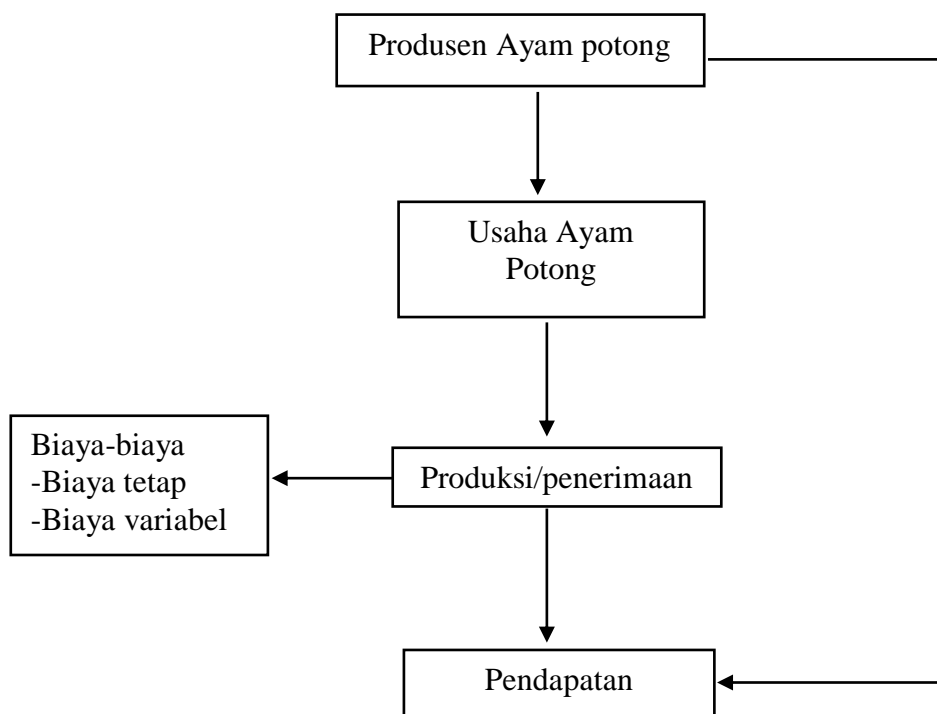 Produsen Ayam potong
Usaha Ayam
Potong
Biaya-biaya
-Biaya tetap
-Biaya variabel
Produksi/penerimaan
Pendapatan